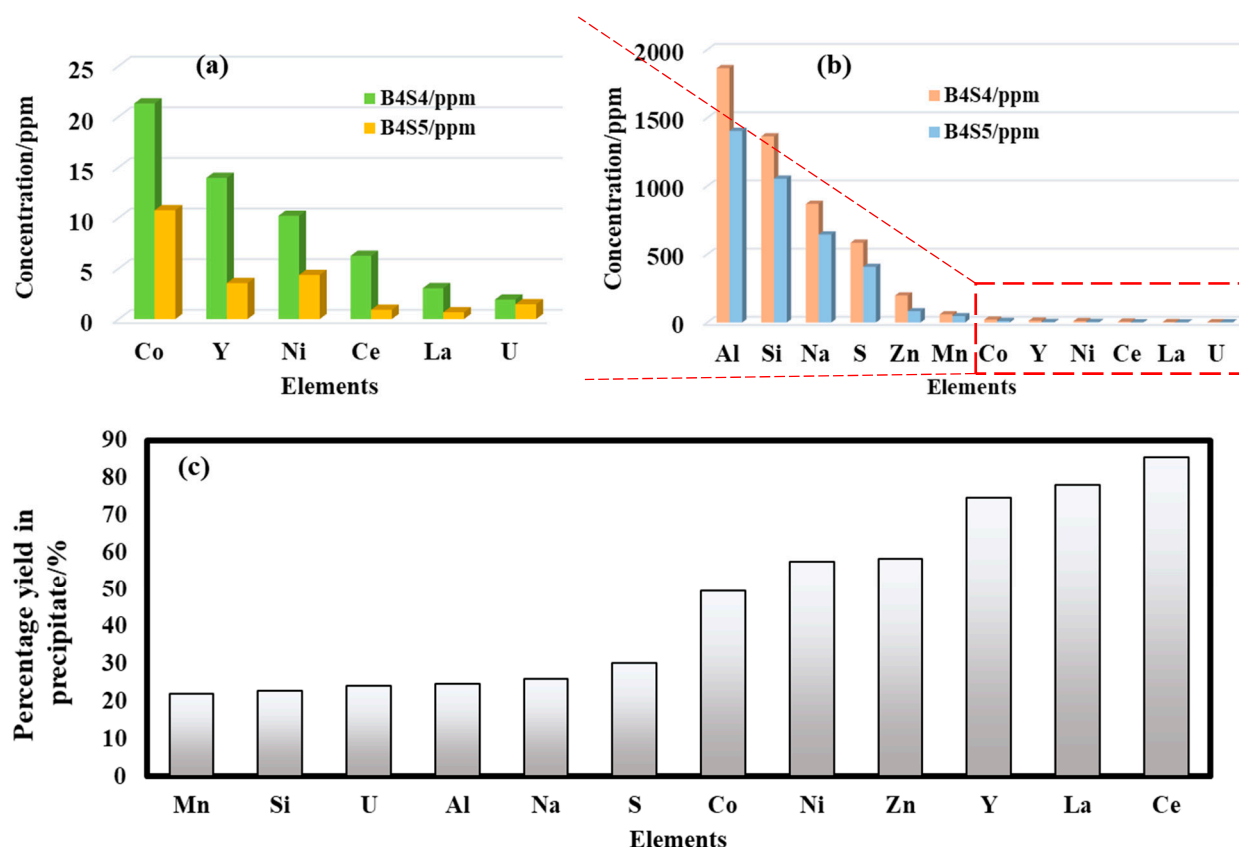 (a)
25
20
15
10
5
0
Concentration/ppm
B4S4/ppm
B4S5/ppm
Co Y Ni Ce La U
Elements
(b)
2000
1500
1000
500
0
Concentration/ppm
B4S4/ppm
B4S5/ppm
Al Si Na S Zn Mn Co Y Ni Ce La U
Elements
(c)
90
80
70
60
50
40
30
20
10
0
Percentage yield in
precipitate/%
Mn Si U Al Na S Co Ni Zn Y La Ce
Elements